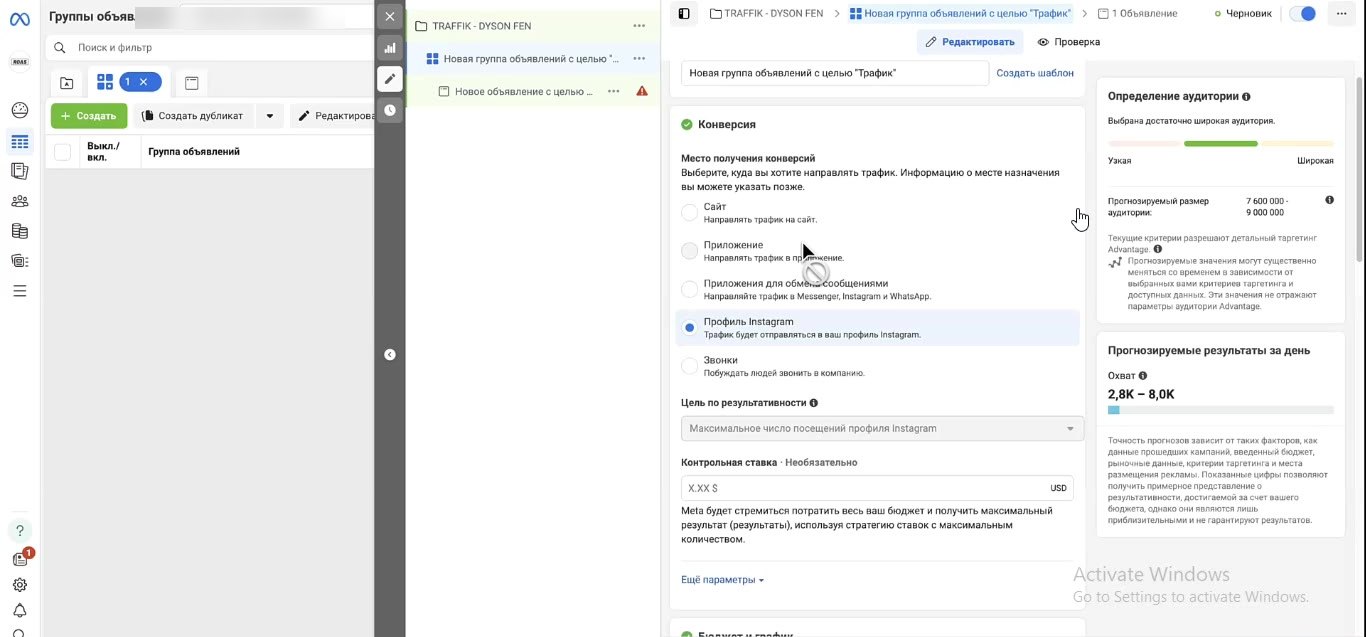 Группы объяв
ROAS
Поиск и фильтр
1 ×
+ Создать
Создать дубликат
Редактирова
Выкл./
вкл.
Группа объявлений
?
1
TRAFFIK - DYSON FEN
Новая группа объявлений с целью "...
Новое объявление с целью ...
TRAFFIK - DYSON FEN
Новая группа объявлений с целью "Трафик"
1 Объявление
Черновик
Редактировать
Проверка
Новая группа объявлений с целью "Трафик"
Создать шаблон
Конверсия
Место получения конверсий
Выберите, куда вы хотите направлять трафик. Информацию о месте назначения
вы можете указать позже.
Сайт
Направлять трафик на сайт.
Приложение
Направлять трафик в приложение.
Приложения для обмена сообщениями
Направляйте трафик в Messenger, Instagram и WhatsApp.
Профиль Instagram
Трафик будет отправляться в ваш профиль Instagram.
Звонки
Побуждать людей звонить в компанию.
Цель по результативности
Максимальное число посещений профиля Instagram
Контрольная ставка · Необязательно
X.XX $
USD
Meta будет стремиться потратить весь ваш бюджет и получить максимальный
результат (результаты), используя стратегию ставок с максимальным
количеством.
Ещё параметры
Бюджет и график
Определение аудитории
Выбрана достаточно широкая аудитория.
Узкая
Широкая
Прогнозируемый размер
аудитории:
7 600 000 -
9 000 000
Текущие критерии разрешают детальный таргетинг
Advantage.
Прогнозируемые значения могут существенно
меняться со временем в зависимости от
выбранных вами критериев таргетинга и
доступных данных. Эти значения не отражают
параметры аудитории Advantage.
Прогнозируемые результаты за день
Охват
2,8K – 8,0K
Точность прогнозов зависит от таких факторов, как
данные прошедших кампаний, введенный бюджет,
рыночные данные, критерии таргетинга и места
размещения рекламы. Показанные цифры позволяют
получить примерное представление о
результативности, достигаемой за счет вашего
бюджета, однако они являются лишь
приблизительными и не гарантируют результатов.
Activate Windows
Go to Settings to activate Windows.